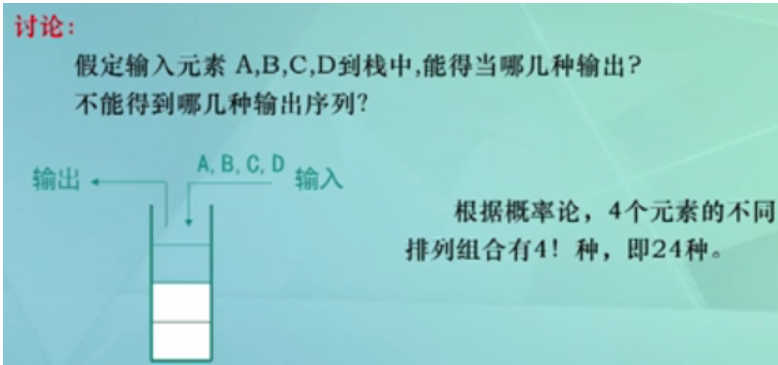 讨论：
假定输入元素 A,B,C,D到栈中,能得当哪几种输出?
不能得到哪几种输出序列?
输出
A, B, C, D
输入
根据概率论，4个元素的不同
排列组合有4！种，即24种。